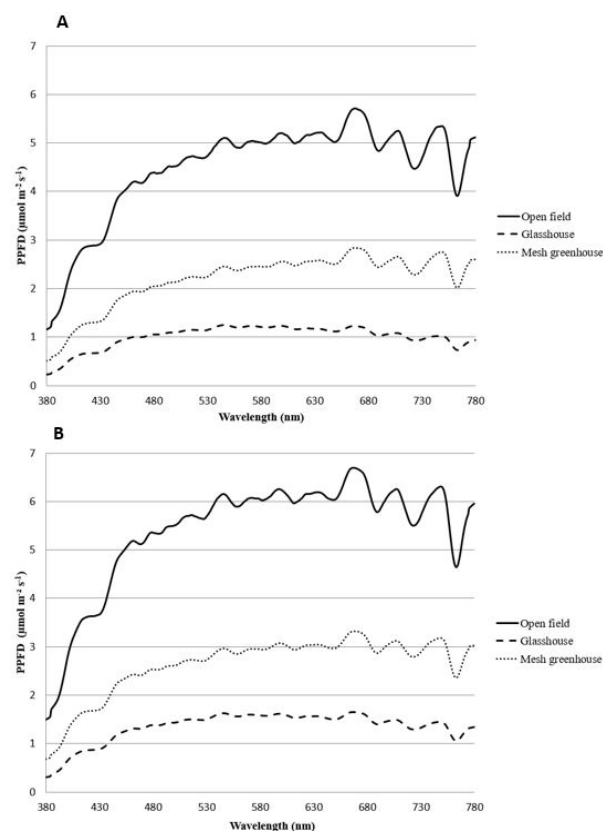 A
7
6
5
4
3
2
1
0
PPFD (µmol m⁻² s⁻¹)
380 430 480 530 580 630 680 730 780
Wavelength (nm)
Open field
Glasshouse
Mesh greenhouse
B
7
6
5
4
3
2
1
0
PPFD (µmol m⁻² s⁻¹)
380 430 480 530 580 630 680 730 780
Wavelength (nm)
Open field
Glasshouse
Mesh greenhouse